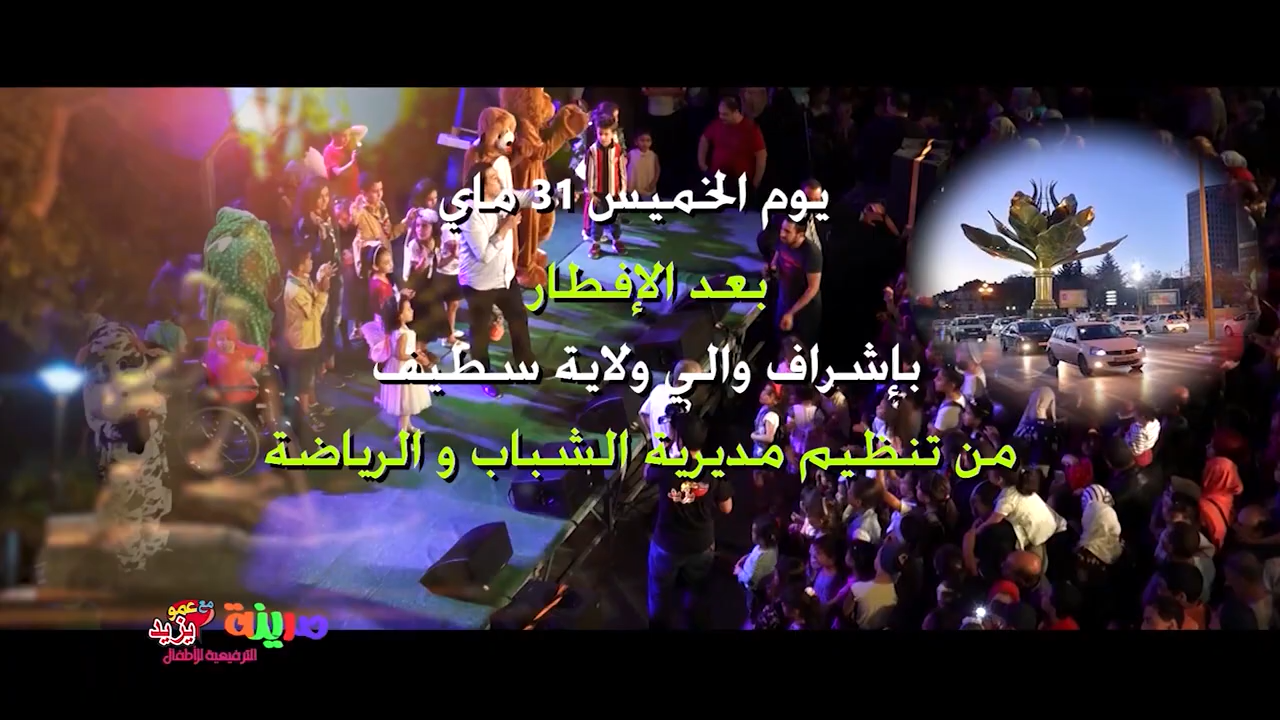 يوم الخميس 31 ماي
بعد الإفطار
بإشراف والي ولاية سطيف
من تنظيم مديرية الشباب و الرياضة
مع عمو يزيد
الترفيهية للأطفال